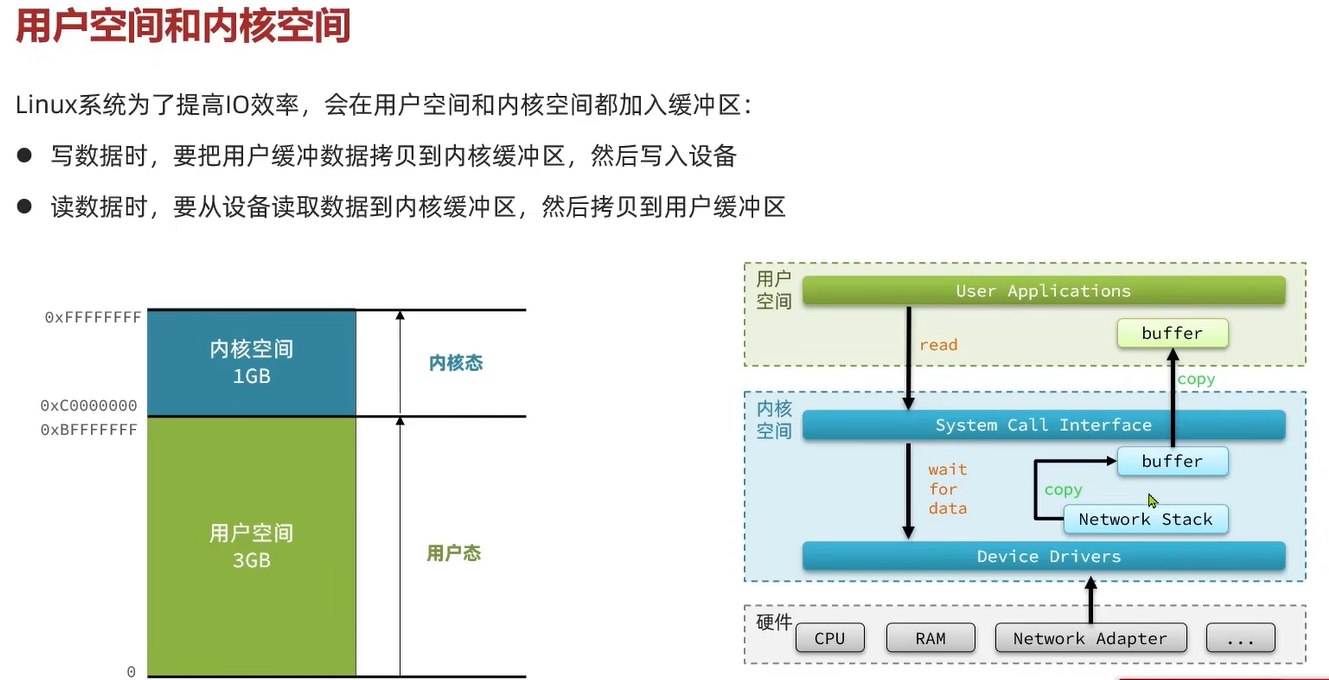 用户空间和内核空间
Linux系统为了提高IO效率，会在用户空间和内核空间都加入缓冲区：
● 写数据时，要把用户缓冲数据拷贝到内核缓冲区，然后写入设备
● 读数据时，要从设备读取数据到内核缓冲区，然后拷贝到用户缓冲区
0xFFFFFFFF
内核空间
1GB
内核态
0xC0000000
0xBFFFFFFF
用户空间
3GB
用户态
0
用户
空间
User Applications
buffer
read
copy
内核
空间
System Call Interface
buffer
wait
for
data
copy
Network Stack
Device Drivers
硬件
CPU
RAM
Network Adapter
...